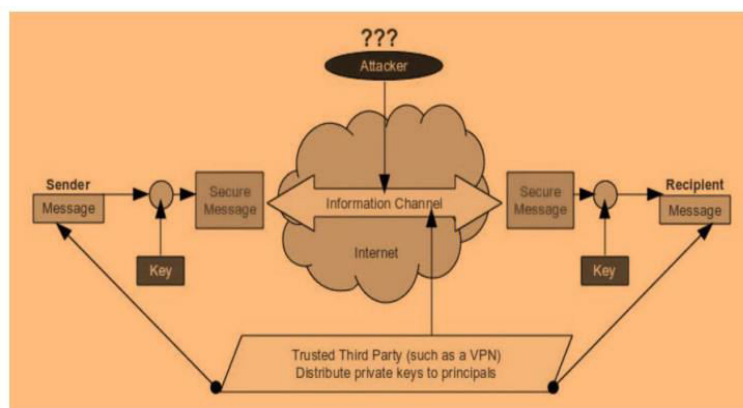 ???
Attacker
Sender
Message
Secure
Message
Key
Information Channel
Internet
Secure
Message
Key
Recipient
Message
Trusted Third Party (such as a VPN)
Distribute private keys to principals